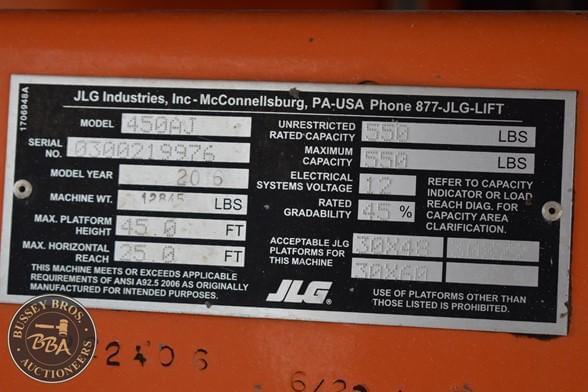 1706948A
JLG Industries, Inc - McConnellsburg, PA-USA Phone 877-JLG-LIFT
MODEL 450AJ
SERIAL NO. 0300219976
MODEL YEAR
MACHINE WT. 12845 LBS
MAX. PLATFORM HEIGHT 45.0 FT
MAX. HORIZONTAL REACH 25.0 FT
THIS MACHINE MEETS OR EXCEEDS APPLICABLE
REQUIREMENTS OF ANSI A92.5 2006 AS ORIGINALLY
MANUFACTURED FOR INTENDED PURPOSES.
UNRESTRICTED RATED CAPACITY 550 LBS
MAXIMUM CAPACITY 550 LBS
ELECTRICAL SYSTEMS VOLTAGE 12
RATED GRADABILITY 45 %
REFER TO CAPACITY
INDICATOR OR LOAD
REACH DIAG. FOR
CAPACITY AREA
CLARIFICATION.
ACCEPTABLE JLG
PLATFORMS FOR
THIS MACHINE
30X48
30X60
JLG
USE OF PLATFORMS OTHER THAN
THOSE LISTED IS PROHIBITED.
BUSSEY BROS.
BBA
AUCTIONEERS